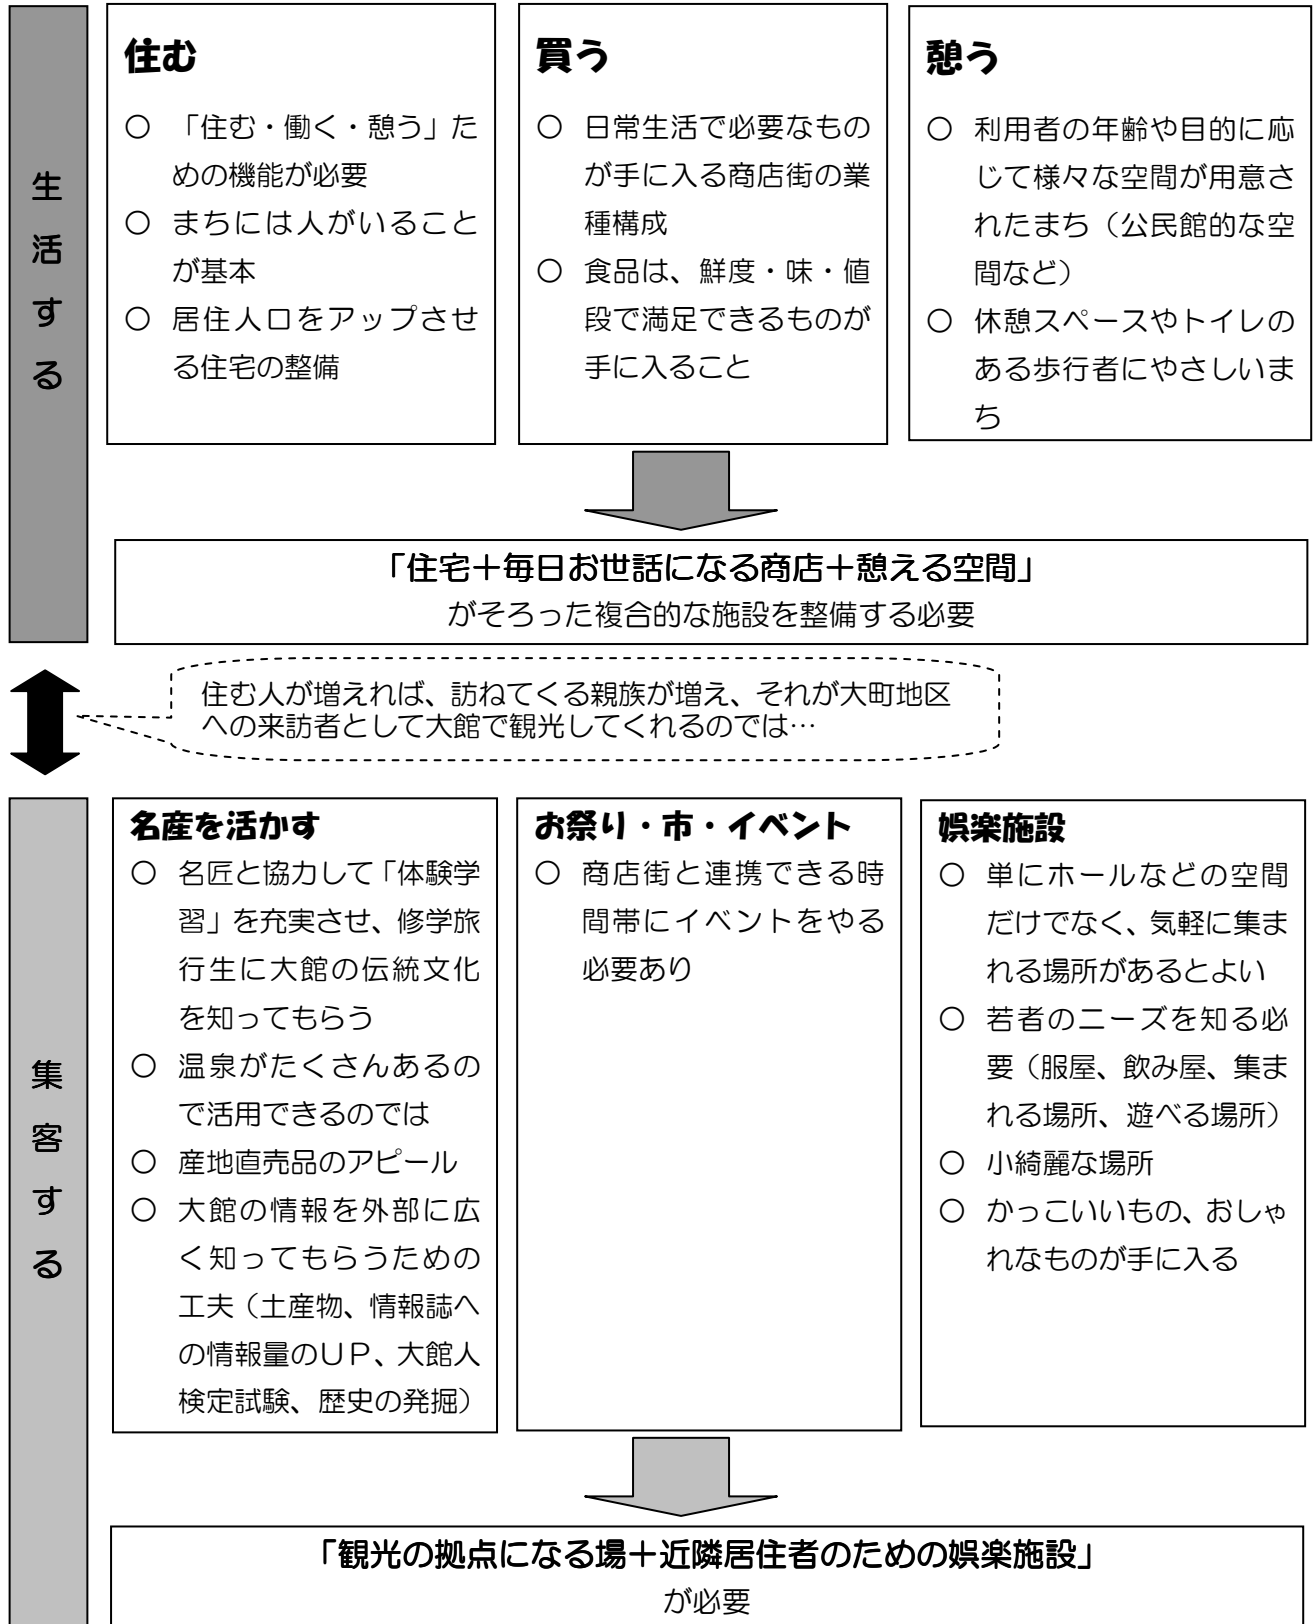 生活する
住む
○ 「住む・働く・憩う」た
めの機能が必要
○ まちには人がいること
が基本
○ 居住人口をアップさせ
る住宅の整備
買う
○ 日常生活で必要なもの
が手に入る商店街の業
種構成
○ 食品は、鮮度・味・値
段で満足できるものが
手に入ること
憩う
○ 利用者の年齢や目的に応
じて様々な空間が用意さ
れたまち（公民館的な空
間など）
○ 休憩スペースやトイレの
ある歩行者にやさしいま
ち
「住宅＋毎日お世話になる商店＋憩える空間」
がそろった複合的な施設を整備する必要
住む人が増えれば、訪ねてくる親族が増え、それが大町地区
への来訪者として大館で観光してくれるのでは…
集客する
名産を活かす
○ 名匠と協力して「体験学
習」を充実させ、修学旅
行生に大館の伝統文化
を知ってもらう
○ 温泉がたくさんあるの
で活用できるのでは
○ 産地直売品のアピール
○ 大館の情報を外部に広
く知ってもらうための
工夫（土産物、情報誌へ
の情報量のＵＰ、大館人
検定試験、歴史の発掘）
お祭り・市・イベント
○ 商店街と連携できる時
間帯にイベントをやる
必要あり
娯楽施設
○ 単にホールなどの空間
だけでなく、気軽に集ま
れる場所があるとよい
○ 若者のニーズを知る必
要（服屋、飲み屋、集ま
れる場所、遊べる場所）
○ 小綺麗な場所
○ かっこいいもの、おしゃ
れなものが手に入る
「観光の拠点になる場＋近隣居住者のための娯楽施設」
が必要